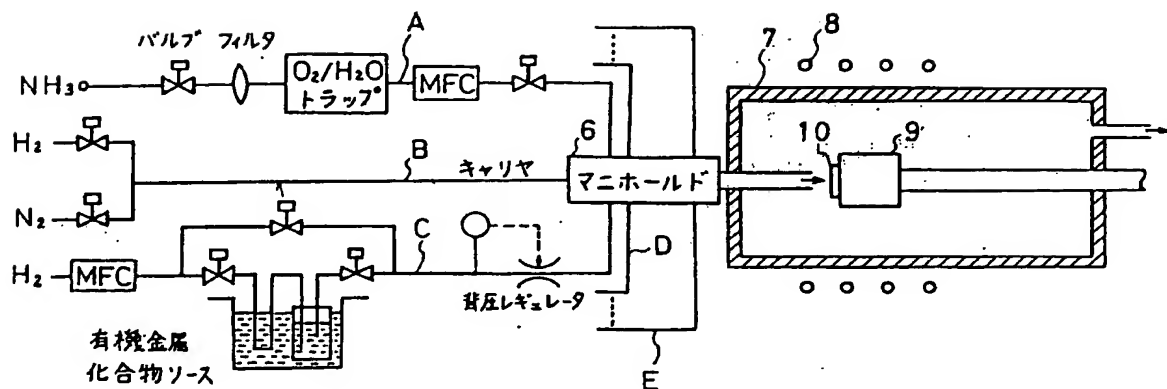 バルブ フィルタ
A
7
8
NH₃
O₂/H₂O
トラップ
MFC
H₂
B
キャリヤ
6
マニホールド
10
9
N₂
C
D
H₂
MFC
背圧レギュレータ
E
有機金属
化合物ソース